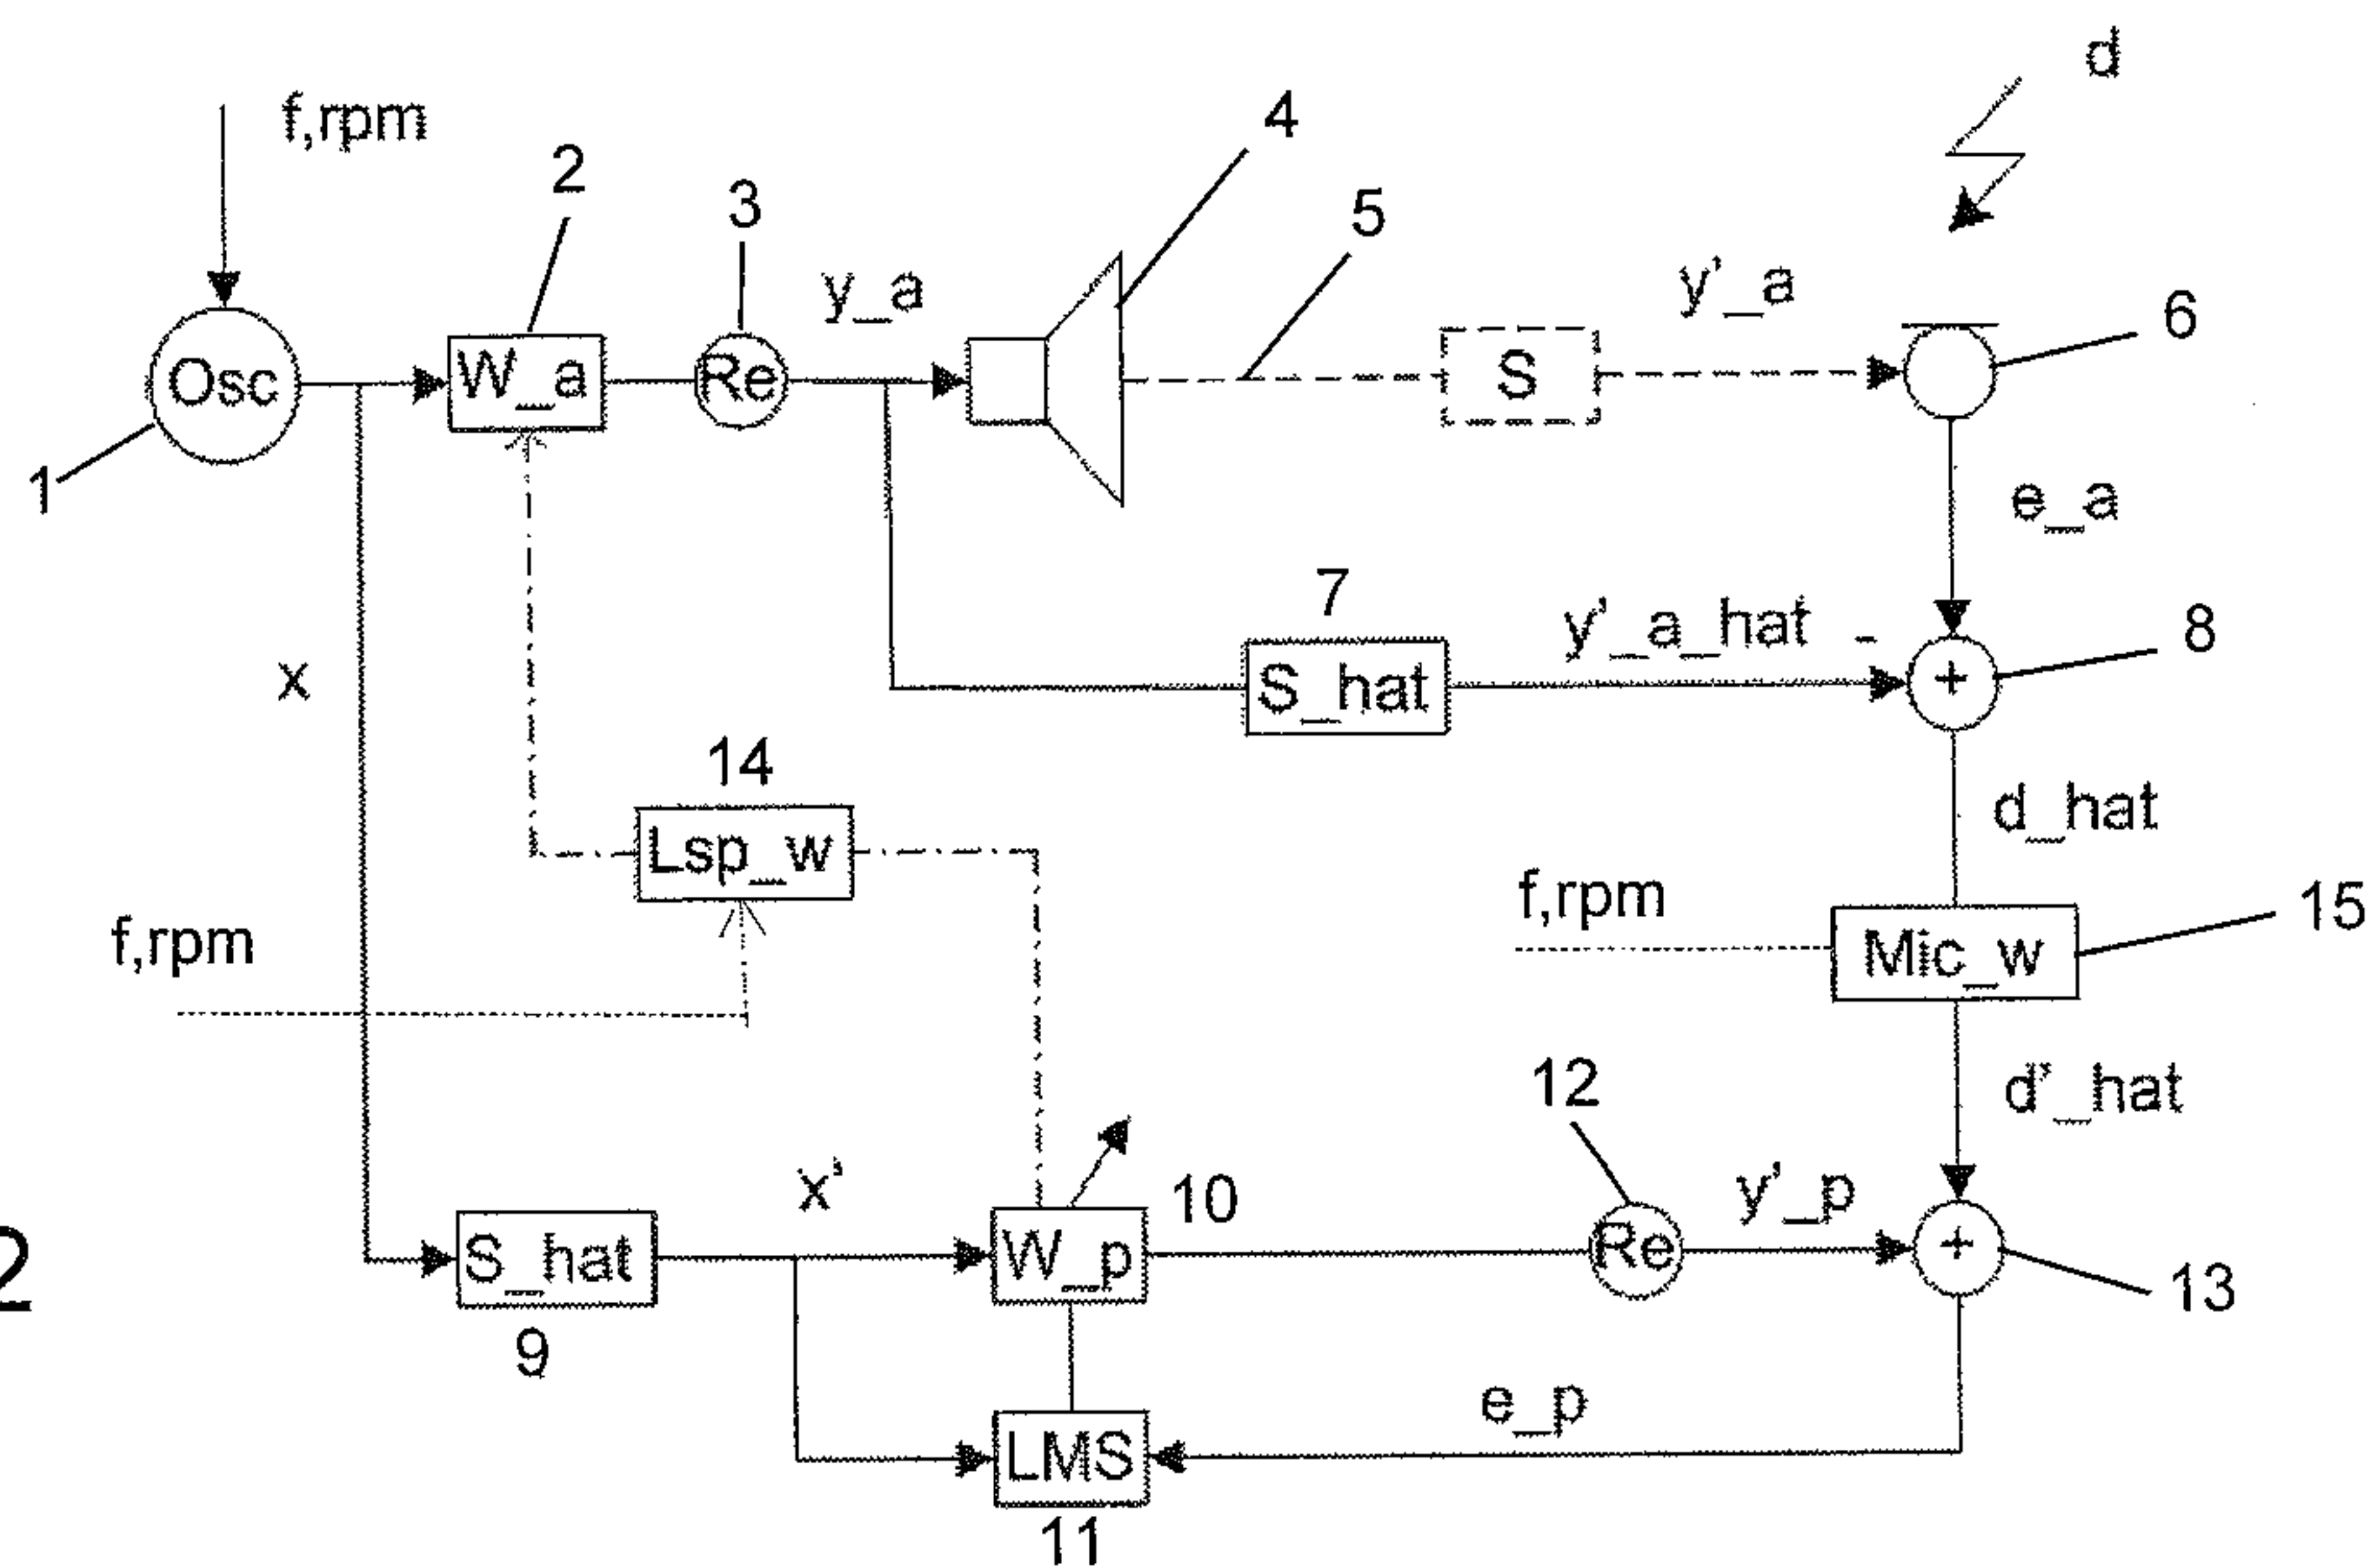 d
f,rpm
2
3
4
5
y_a
y'_a
6
Osc
W_a
Re
S
1
e_a
7
y'_a_hat
-
8
x
S_hat
+
14
d_hat
Lsp_w
f,rpm
15
f,rpm
Mic_w
12
d'_hat
x'
10
y'_p
2
S_hat
W_p
Re
+
13
9
e_p
LMS
11